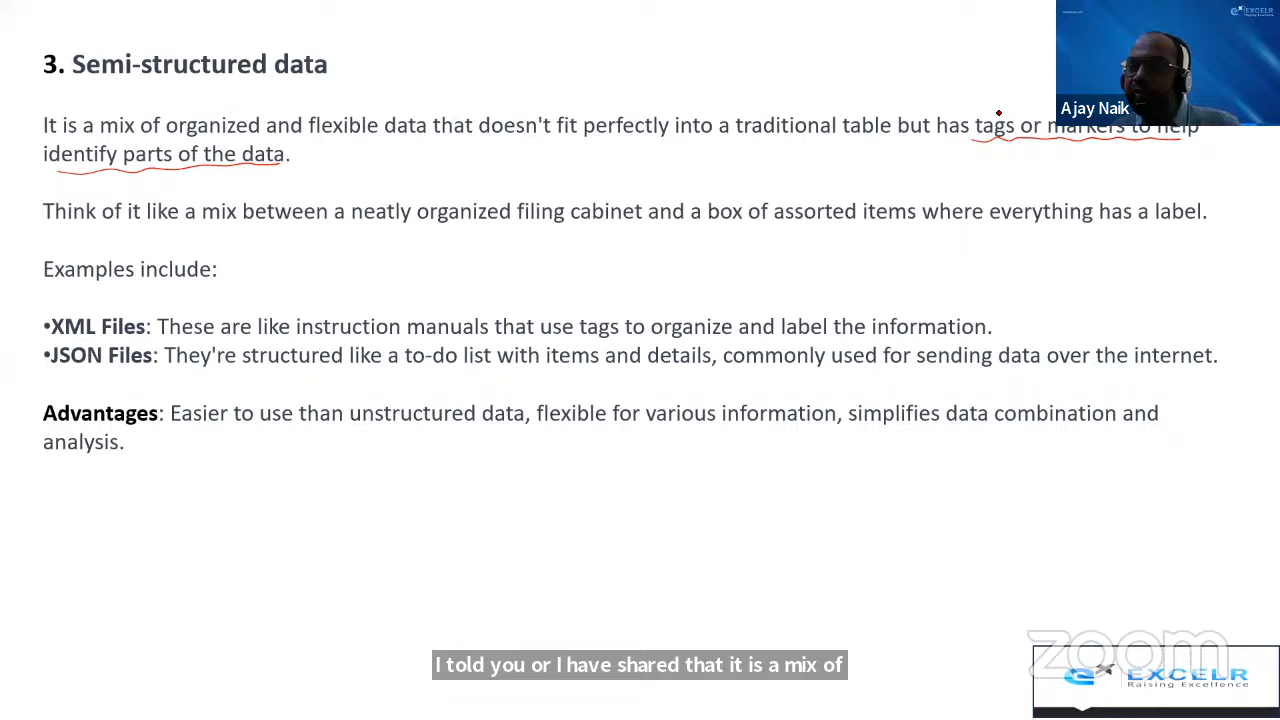 3. Semi-structured data
It is a mix of organized and flexible data that doesn't fit perfectly into a traditional table but has tags or markers to help
identify parts of the data.
Think of it like a mix between a neatly organized filing cabinet and a box of assorted items where everything has a label.
Examples include:
•XML Files: These are like instruction manuals that use tags to organize and label the information.
•JSON Files: They're structured like a to-do list with items and details, commonly used for sending data over the internet.
Advantages: Easier to use than unstructured data, flexible for various information, simplifies data combination and
analysis.
EXCELR
Raising Excellence
Ajay Naik
I told you or I have shared that it is a mix of
zoom
EXCELR
Raising Excellence